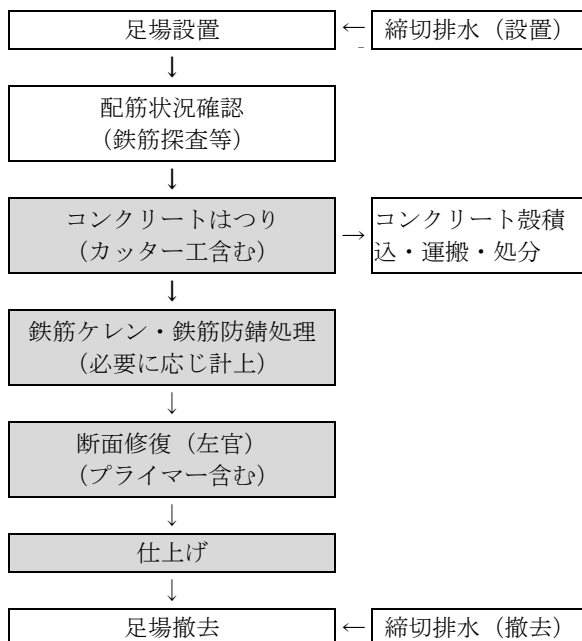 足場設置 ← 締切排水（設置）
↓
配筋状況確認
（鉄筋探査等）
↓
コンクリートはつり
（カッター工含む）
→
コンクリート殻積
込・運搬・処分
↓
鉄筋ケレン・鉄筋防錆処理
（必要に応じ計上）
↓
断面修復（左官）
（プライマー含む）
↓
仕上げ
↓
足場撤去 ← 締切排水（撤去）